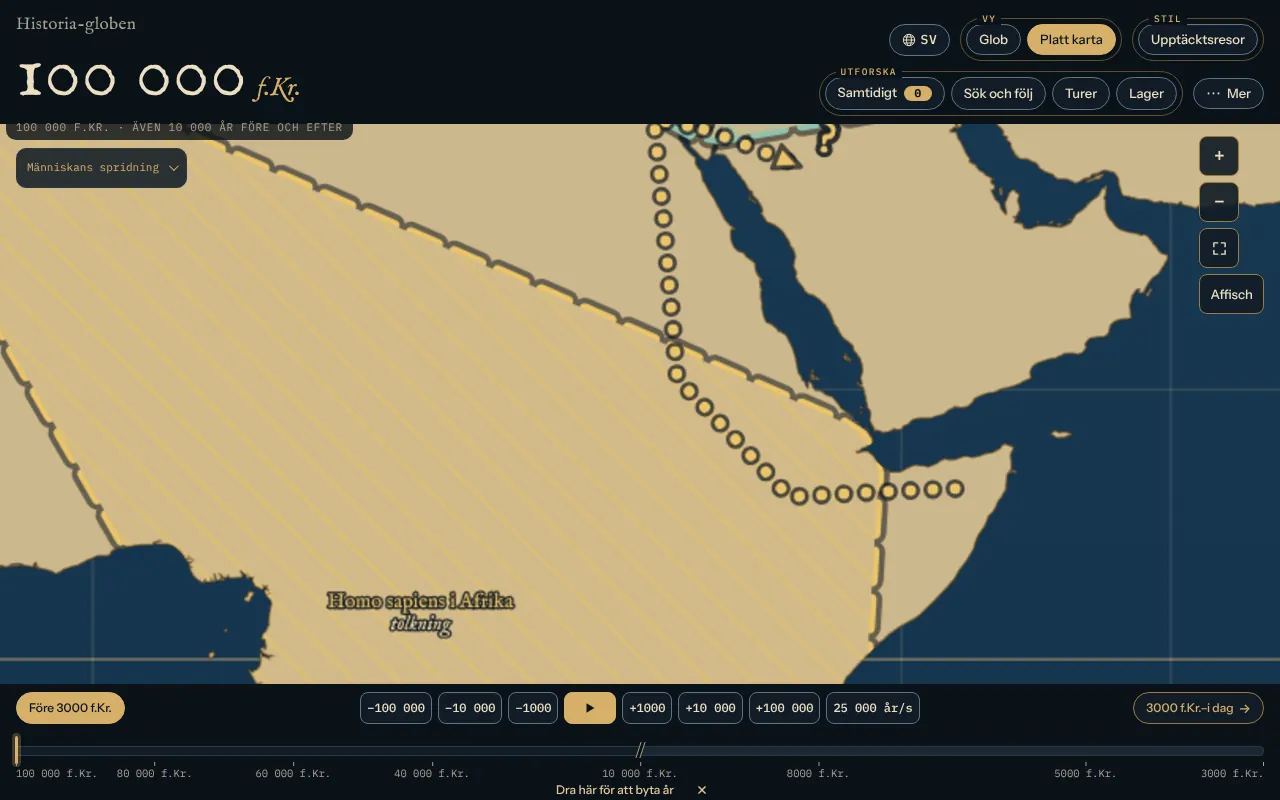 Historia-globen
100 000 f.Kr.
SV
VY
Glob
Platt karta
STIL
Upptäcktsresor
UTFORSKA
Samtidigt 0
Sök och följ
Turer
Lager
··· Mer
100 000 F.KR. · ÄVEN 10 000 ÅR FÖRE OCH EFTER
Människans spridning
+
−
Affisch
?
Homo sapiens i Afrika
tolkning
Före 3000 f.Kr.
−100 000
−10 000
−1000
+1000
+10 000
+100 000
25 000 år/s
3000 f.Kr.–i dag →
//
100 000 f.Kr.
80 000 f.Kr.
60 000 f.Kr.
40 000 f.Kr.
10 000 f.Kr.
8000 f.Kr.
5000 f.Kr.
3000 f.Kr.
Dra här för att byta år ×